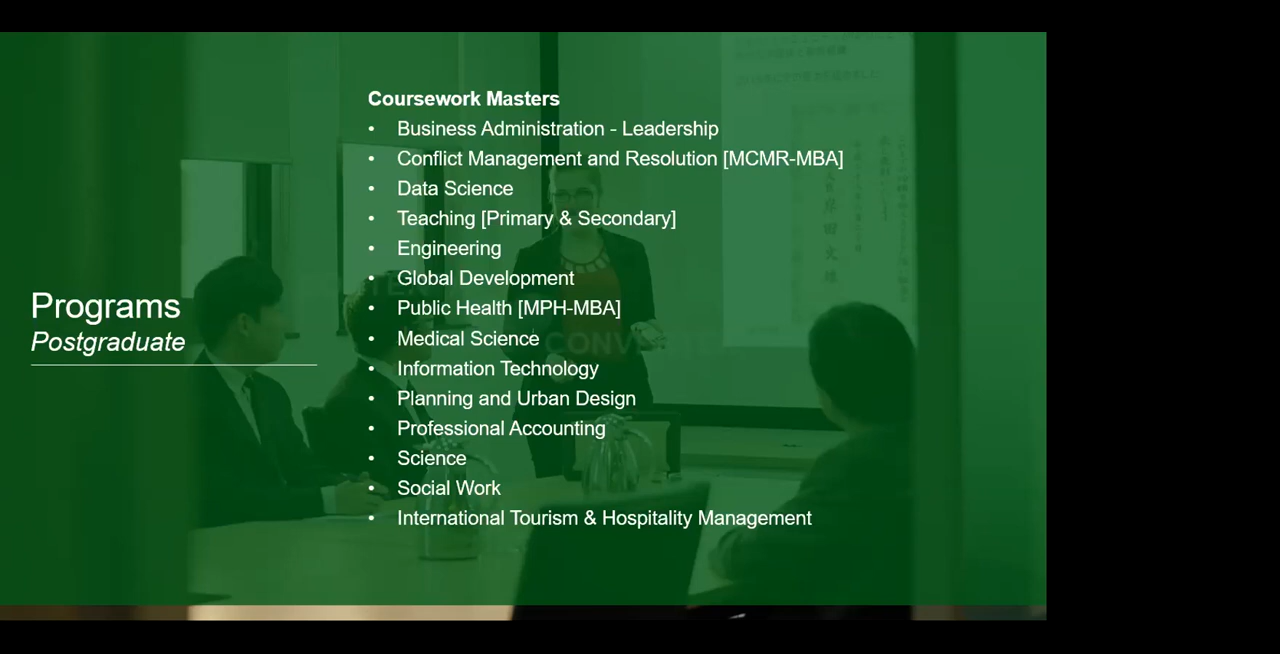 Coursework Masters
• Business Administration - Leadership
• Conflict Management and Resolution [MCMR-MBA]
• Data Science
• Teaching [Primary & Secondary]
• Engineering
• Global Development
• Public Health [MPH-MBA]
• Medical Science
• Information Technology
• Planning and Urban Design
• Professional Accounting
• Science
• Social Work
• International Tourism & Hospitality Management
Programs
Postgraduate